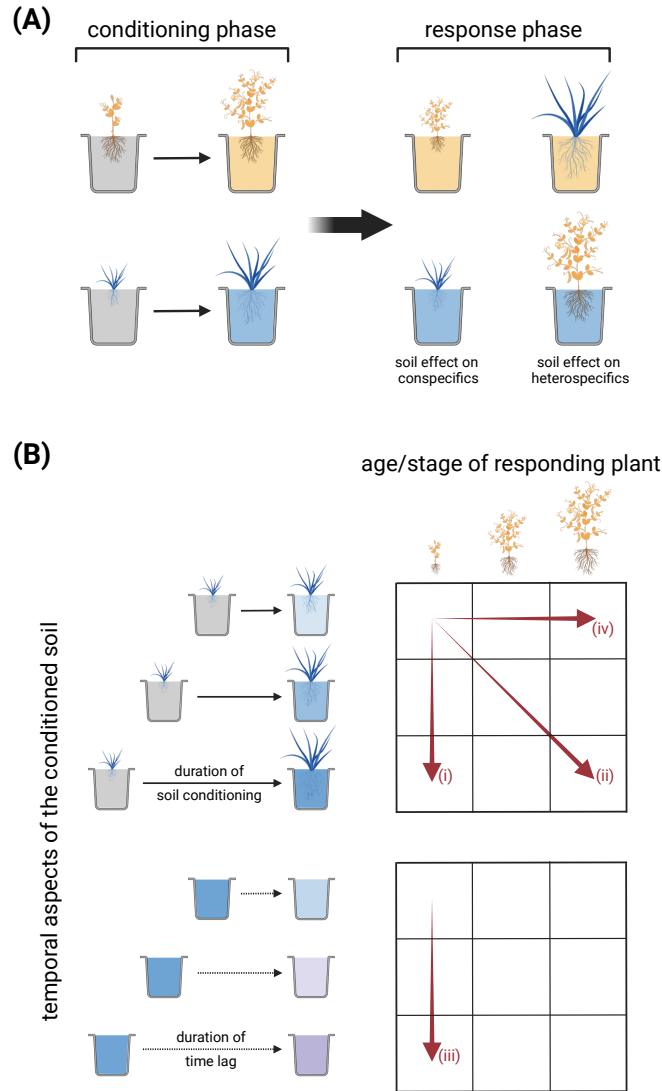 (A)
conditioning phase
response phase
soil effect on
conspecifics
soil effect on
heterospecifics
(B)
age/stage of responding plant
temporal aspects of the conditioned soil
duration of
soil conditioning
(iv)
(i)
(ii)
duration of
time lag
(iii)